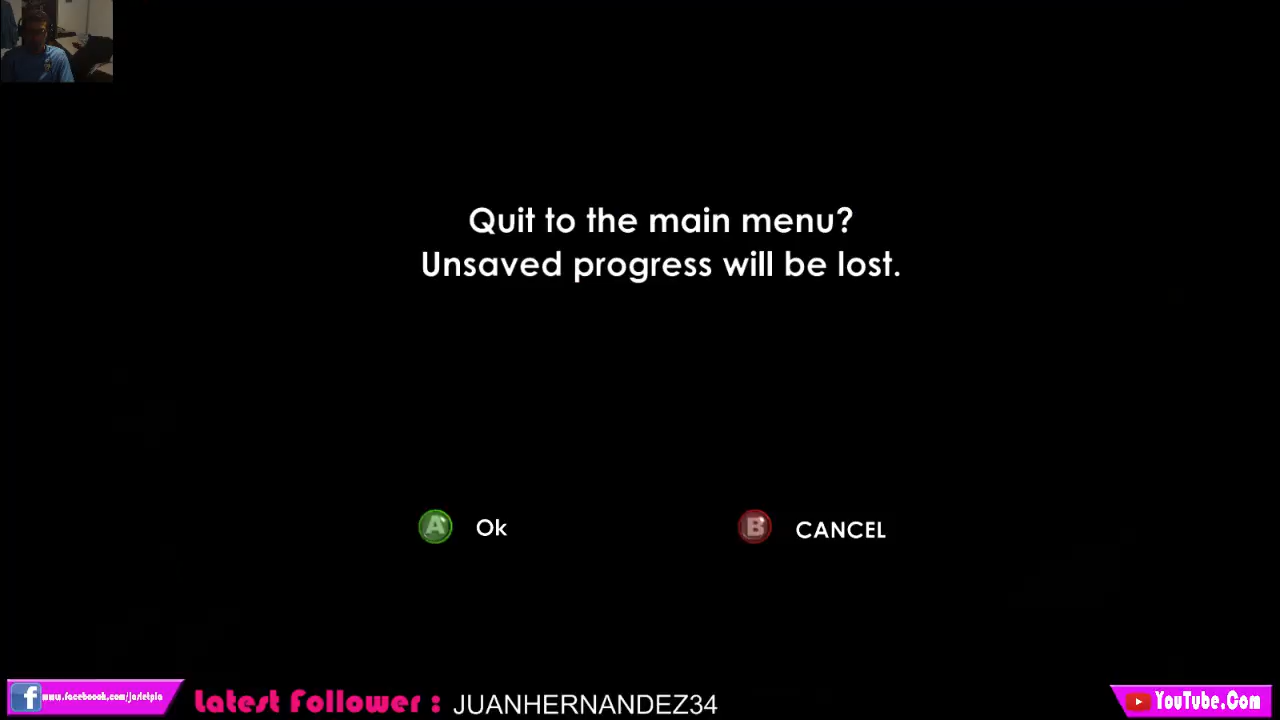 Quit to the main menu?
Unsaved progress will be lost.
A Ok
B CANCEL
Latest Follower : JUANHERNANDEZ34
YouTube.Com